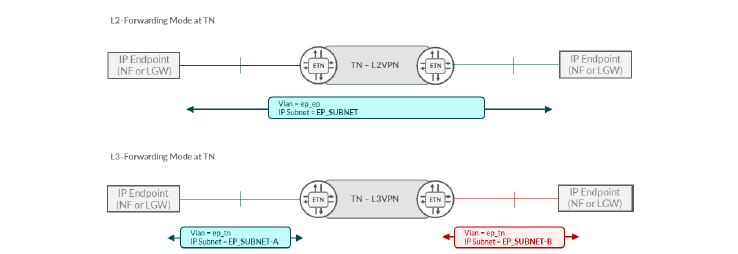 L2-Forwarding Mode at TN
IP Endpoint
(NF or LGW)
ETN
TN – L2VPN
ETN
IP Endpoint
(NF or LGW)
Vlan = ep_ep
IP Subnet = EP_SUBNET
L3-Forwarding Mode at TN
IP Endpoint
(NF or LGW)
ETN
TN – L3VPN
ETN
IP Endpoint
(NF or LGW)
Vlan = ep_tn
IP Subnet = EP_SUBNET-A
Vlan = ep_tn
IP Subnet = EP_SUBNET-B